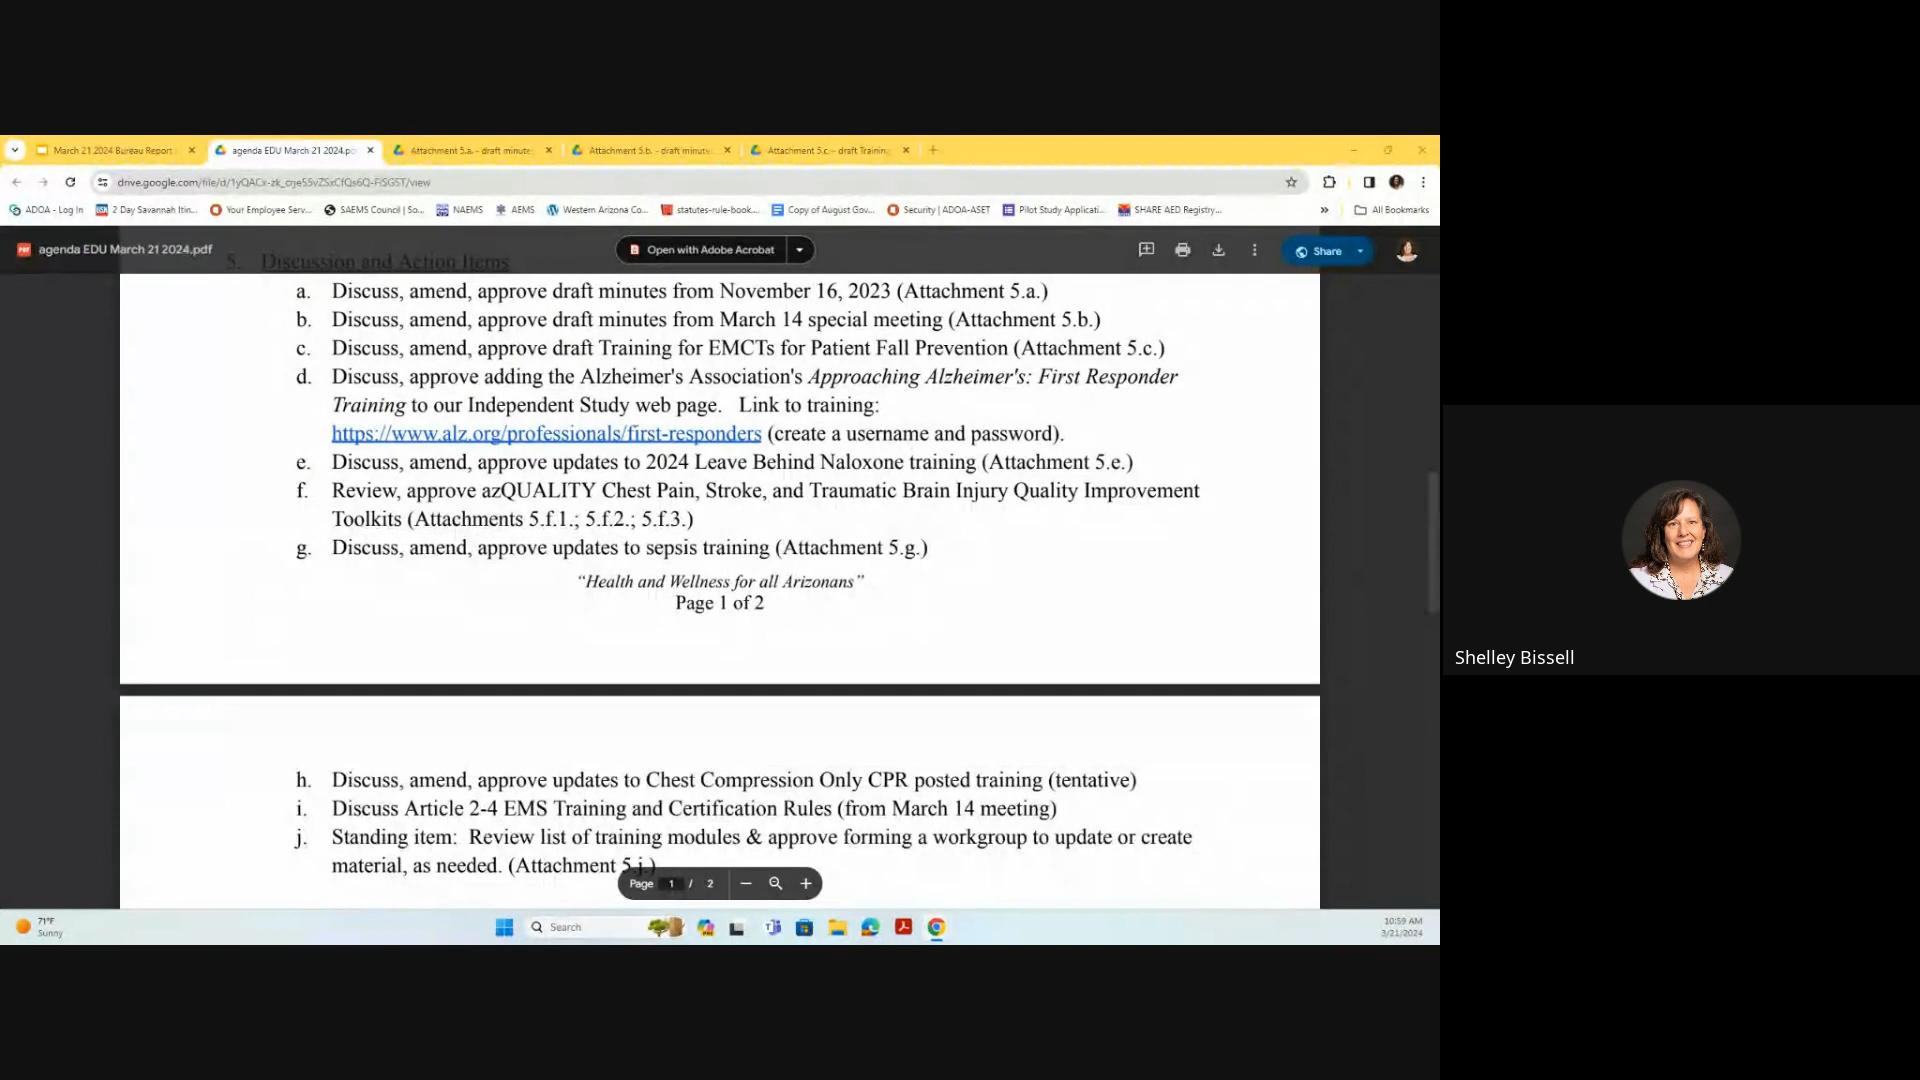 March 21 2024 Bureau Report
agenda EDU March 21 2024.p
Attachment 5.a. - draft minute
Attachment 5.b. - draft minute
Attachment 5.c. - draft Trainin
ADOA - Log In
2 Day Savannah Itin...
Your Employee Serv...
SAEMS Council | So...
NAEMS
AEMS
Western Arizona Co...
statutes-rule-book....
Copy of August Gov...
Security | ADOA-ASET
Pilot Study Applicati...
SHARE AED Registry...
All Bookmarks
agenda EDU March 21 2024.pdf
Open with Adobe Acrobat
Share
5. Discussion and Action Items
a. Discuss, amend, approve draft minutes from November 16, 2023 (Attachment 5.a.)
b. Discuss, amend, approve draft minutes from March 14 special meeting (Attachment 5.b.)
c. Discuss, amend, approve draft Training for EMCTs for Patient Fall Prevention (Attachment 5.c.)
d. Discuss, approve adding the Alzheimer's Association's Approaching Alzheimer's: First Responder
Training to our Independent Study web page. Link to training:
https://www.alz.org/professionals/first-responders (create a username and password).
e. Discuss, amend, approve updates to 2024 Leave Behind Naloxone training (Attachment 5.e.)
f. Review, approve azQUALITY Chest Pain, Stroke, and Traumatic Brain Injury Quality Improvement
Toolkits (Attachments 5.f.1.; 5.f.2.; 5.f.3.)
g. Discuss, amend, approve updates to sepsis training (Attachment 5.g.)
“Health and Wellness for all Arizonans”
Page 1 of 2
h. Discuss, amend, approve updates to Chest Compression Only CPR posted training (tentative)
i. Discuss Article 2-4 EMS Training and Certification Rules (from March 14 meeting)
j. Standing item: Review list of training modules & approve forming a workgroup to update or create
material, as needed. (Attachment 5.j.)
Page 1 / 2
71°F
Sunny
Search
10:59 AM
3/21/2024
Shelley Bissell